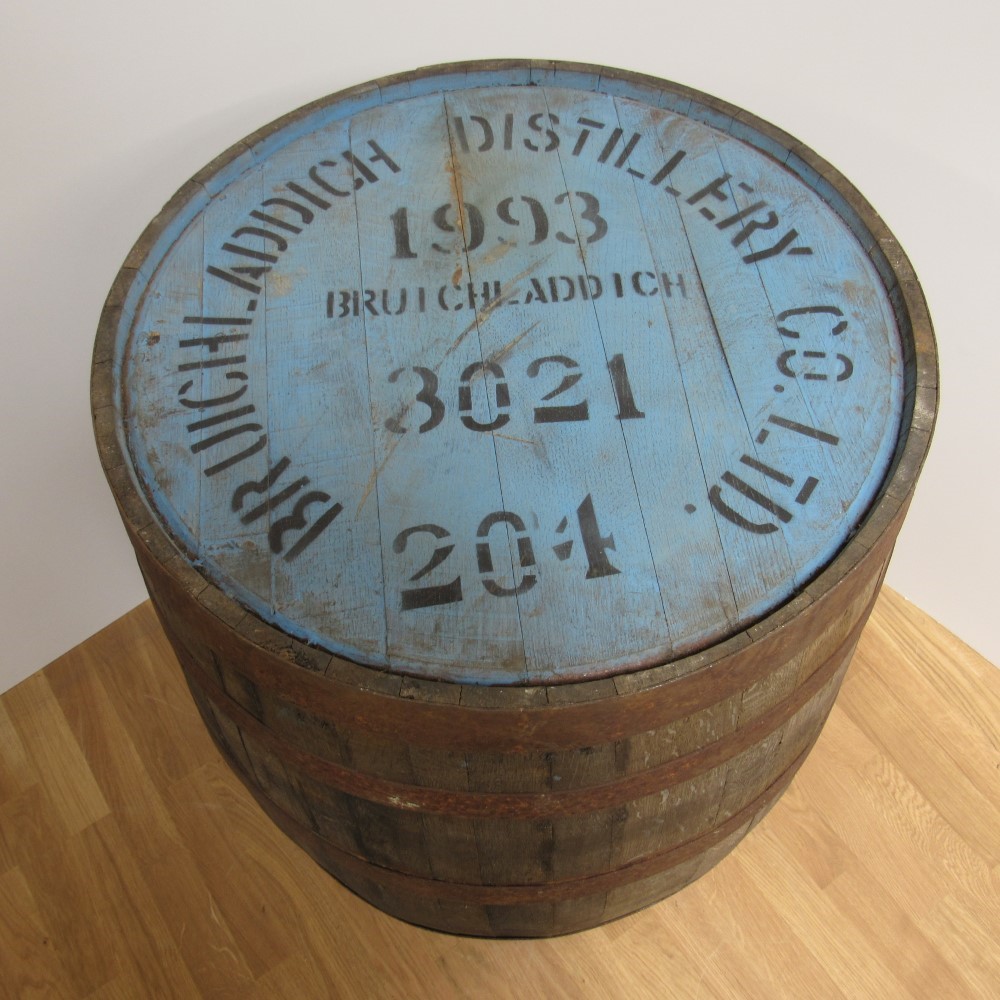 BRUICHLADDICH DISTILLERY CO. LTD.
1993
BRUICHLADDICH
3021
204